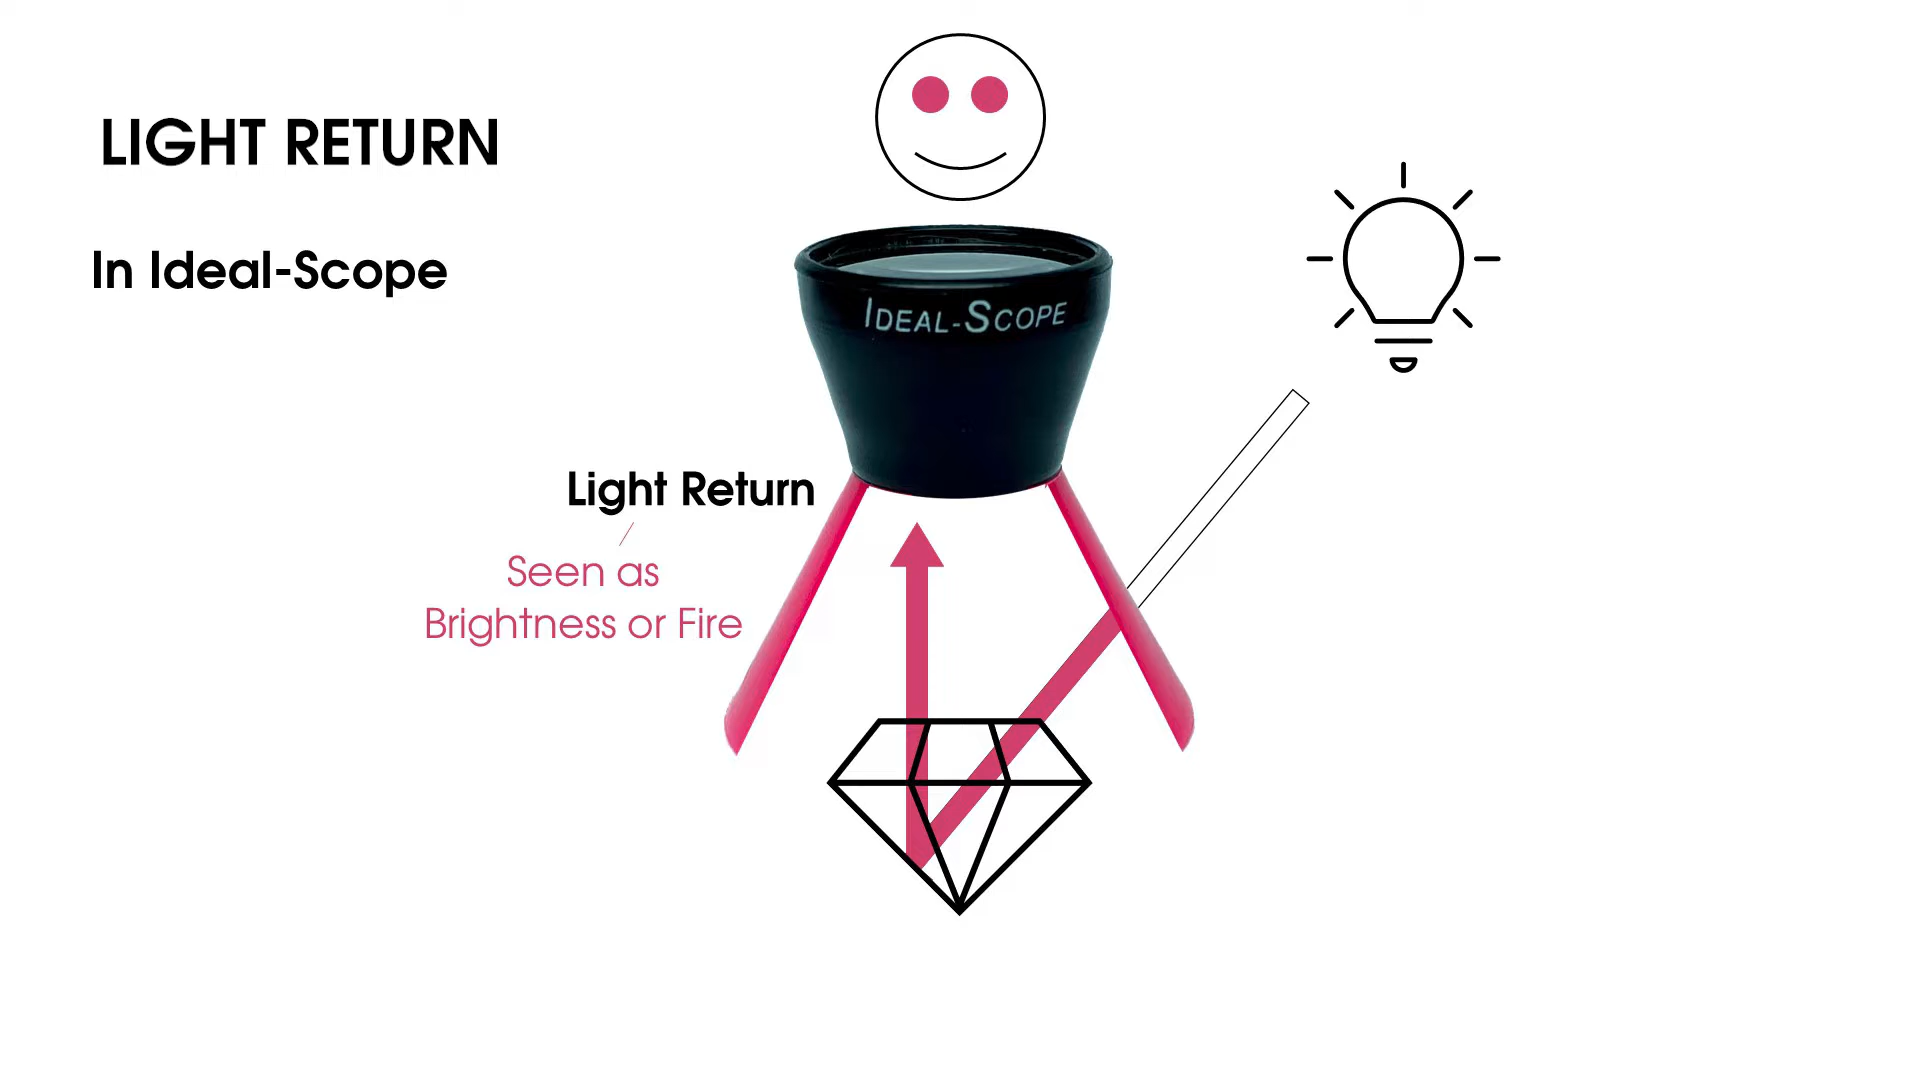 LIGHT RETURN
In Ideal-Scope
IDEAL-SCOPE
Light Return
Seen as
Brightness or Fire